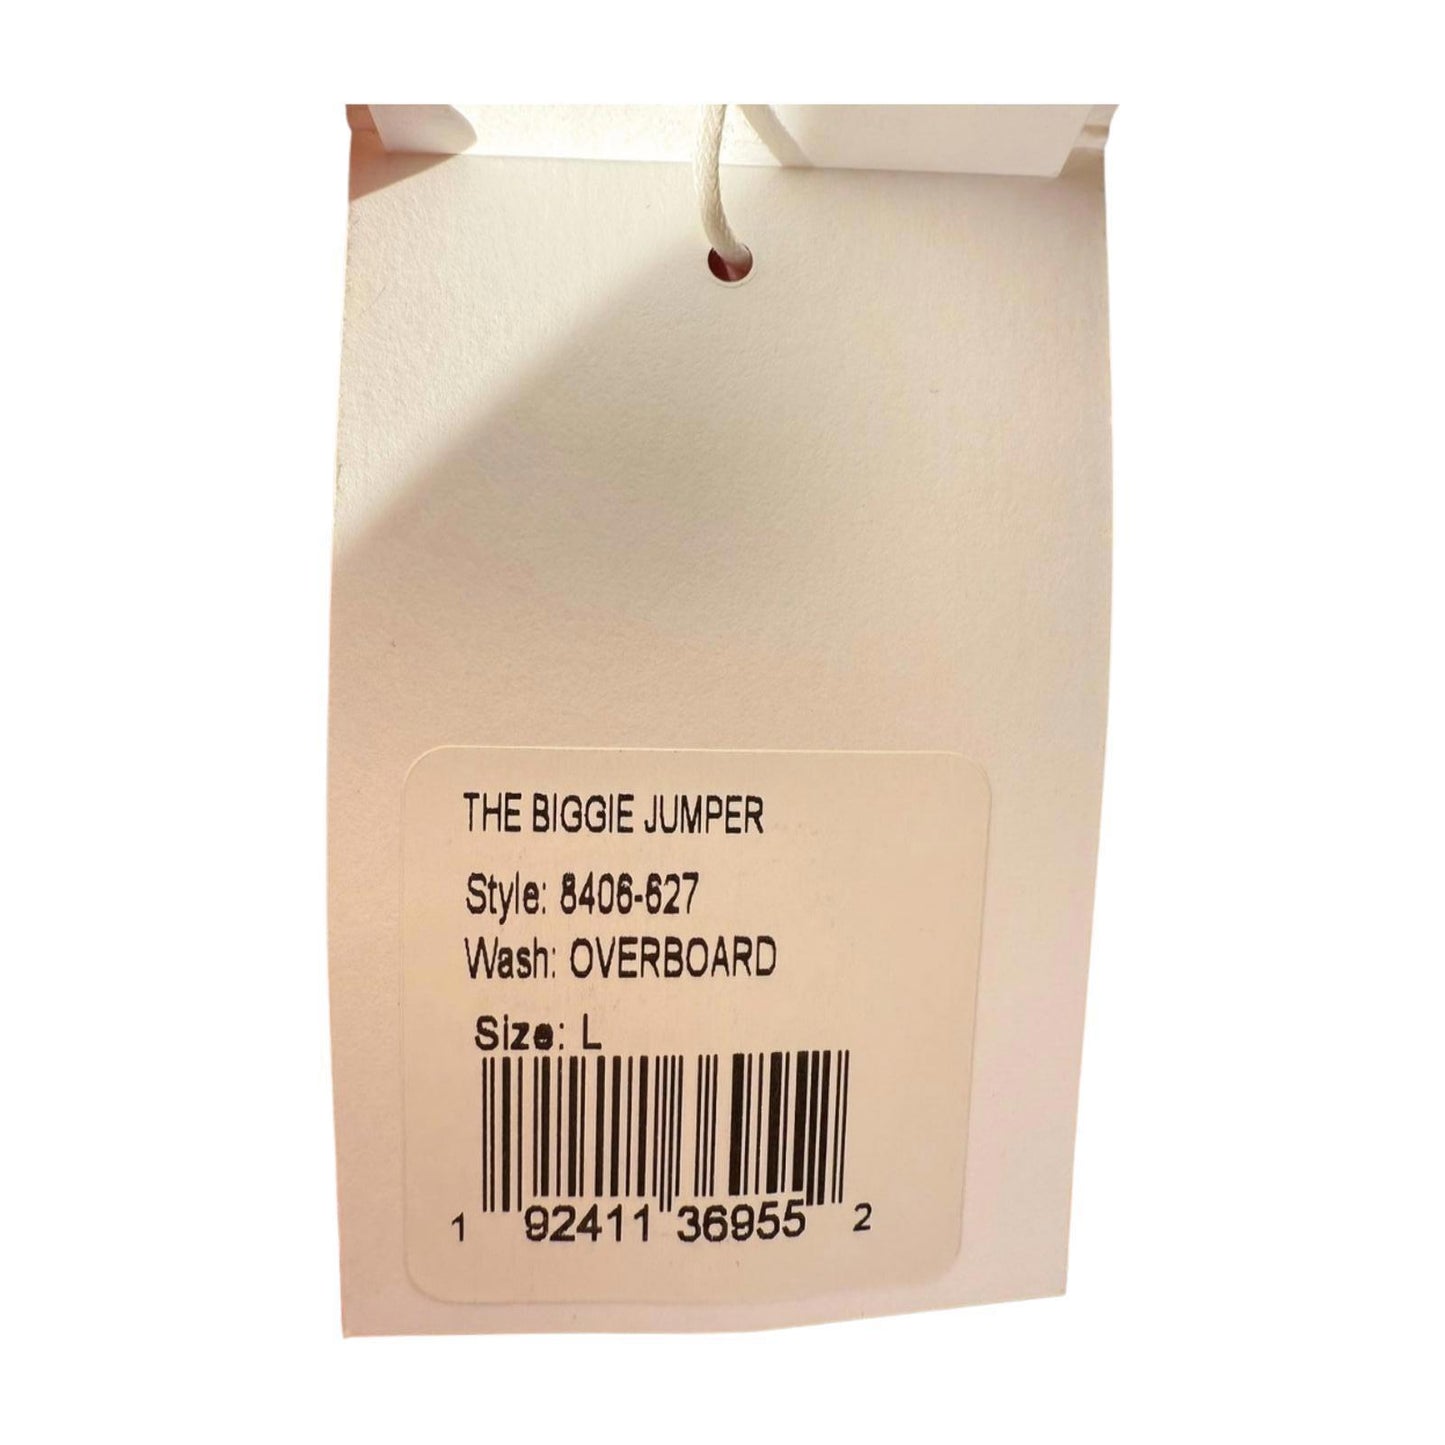 THE BIGGIE JUMPER
Style: 8406-627
Wash: OVERBOARD
Size: L
1 92411 36955 2